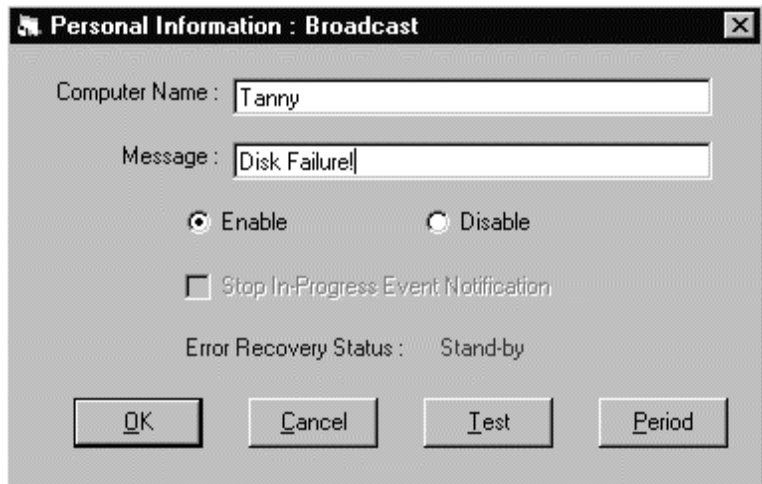 Personal Information : Broadcast
Computer Name : Tanny
Message : Disk Failure!
Enable Disable
Stop In-Progress Event Notification
Error Recovery Status : Stand-by
OK Cancel Test Period